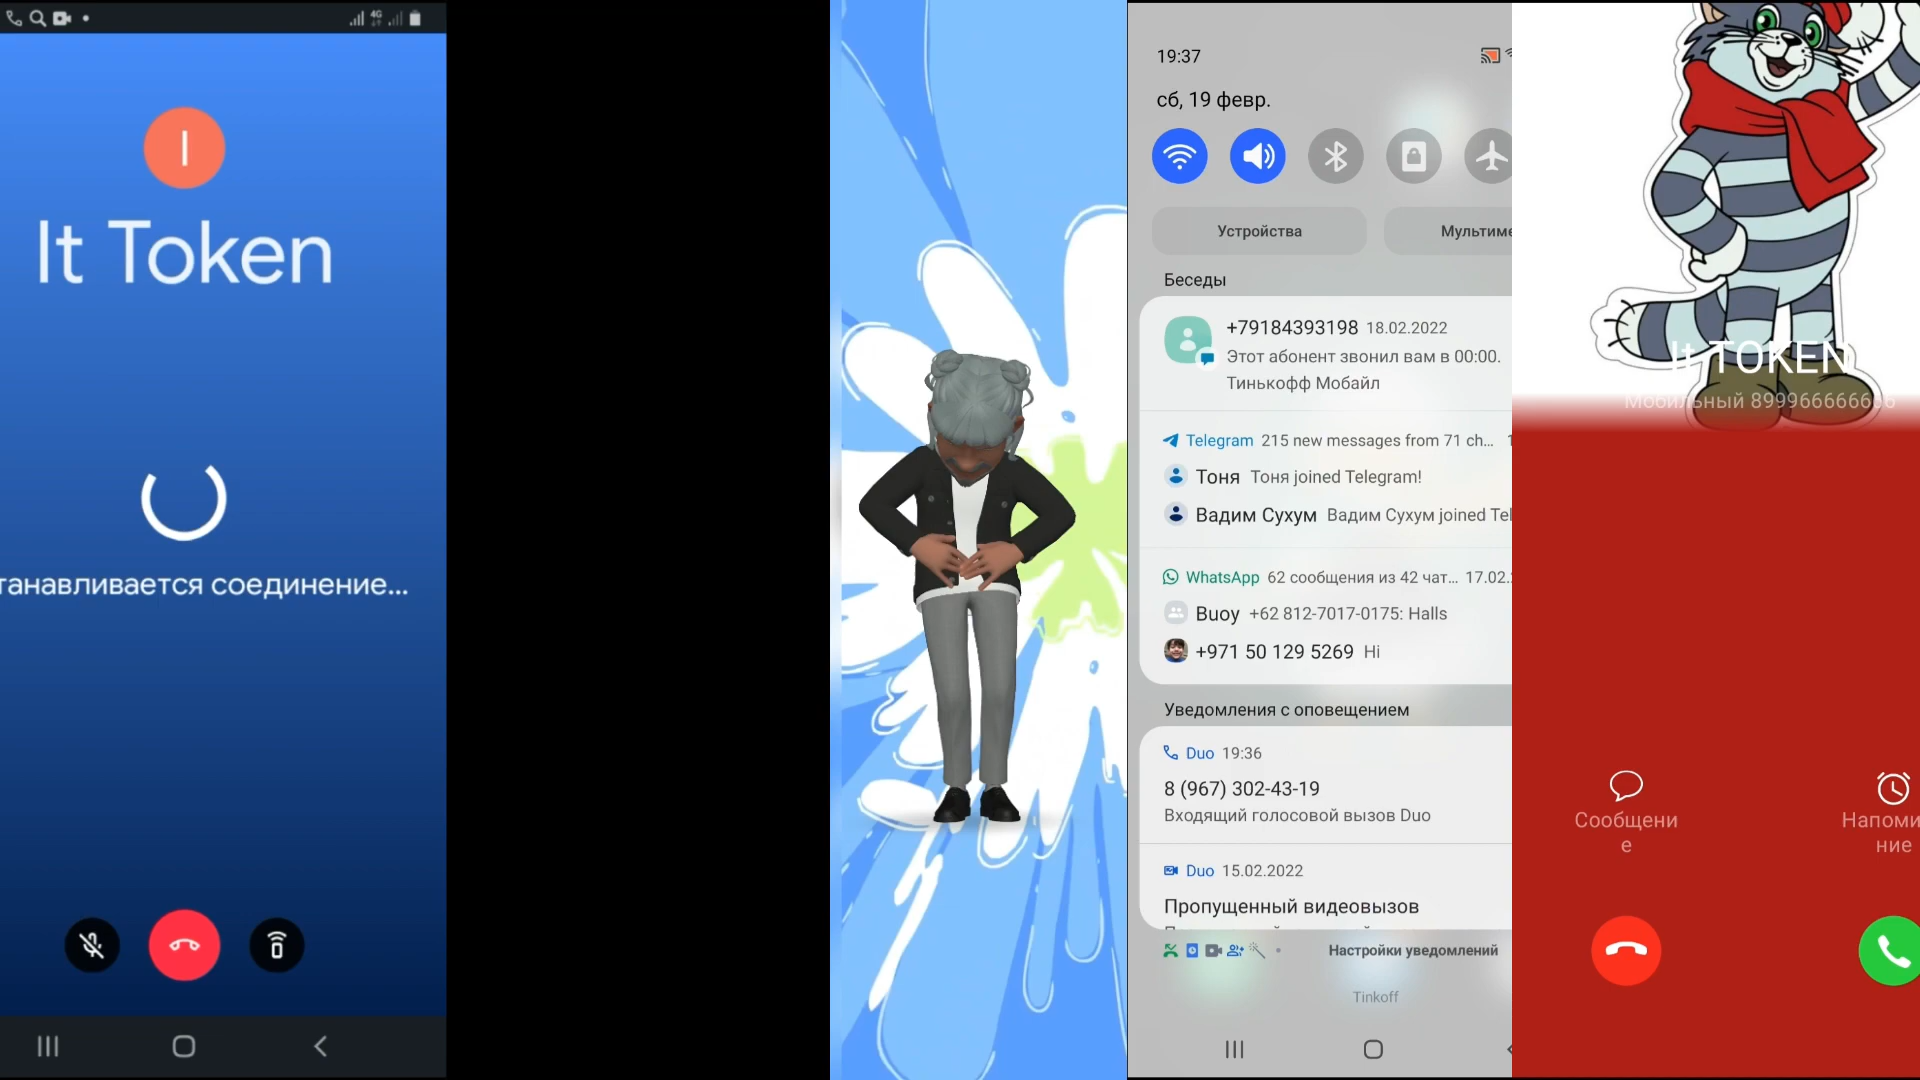 4G
I
It Token
танавливается соединение...
19:37
сб, 19 февр.
Устройства
Мультиме
Беседы
+79184393198 18.02.2022
Этот абонент звонил вам в 00:00.
Тинькофф Мобайл
Telegram 215 new messages from 71 ch...
Тоня Тоня joined Telegram!
Вадим Сухум Вадим Сухум joined Tel
WhatsApp 62 сообщения из 42 чат... 17.02.
Buoy +62 812-7017-0175: Halls
+971 50 129 5269 Hi
Уведомления с оповещением
Duo 19:36
8 (967) 302-43-19
Входящий голосовой вызов Duo
Duo 15.02.2022
Пропущенный видеовызов
Настройки уведомлений
Tinkoff
It TOKEN
Мобильный 899966666666
Сообщени
е
Напоми
ние